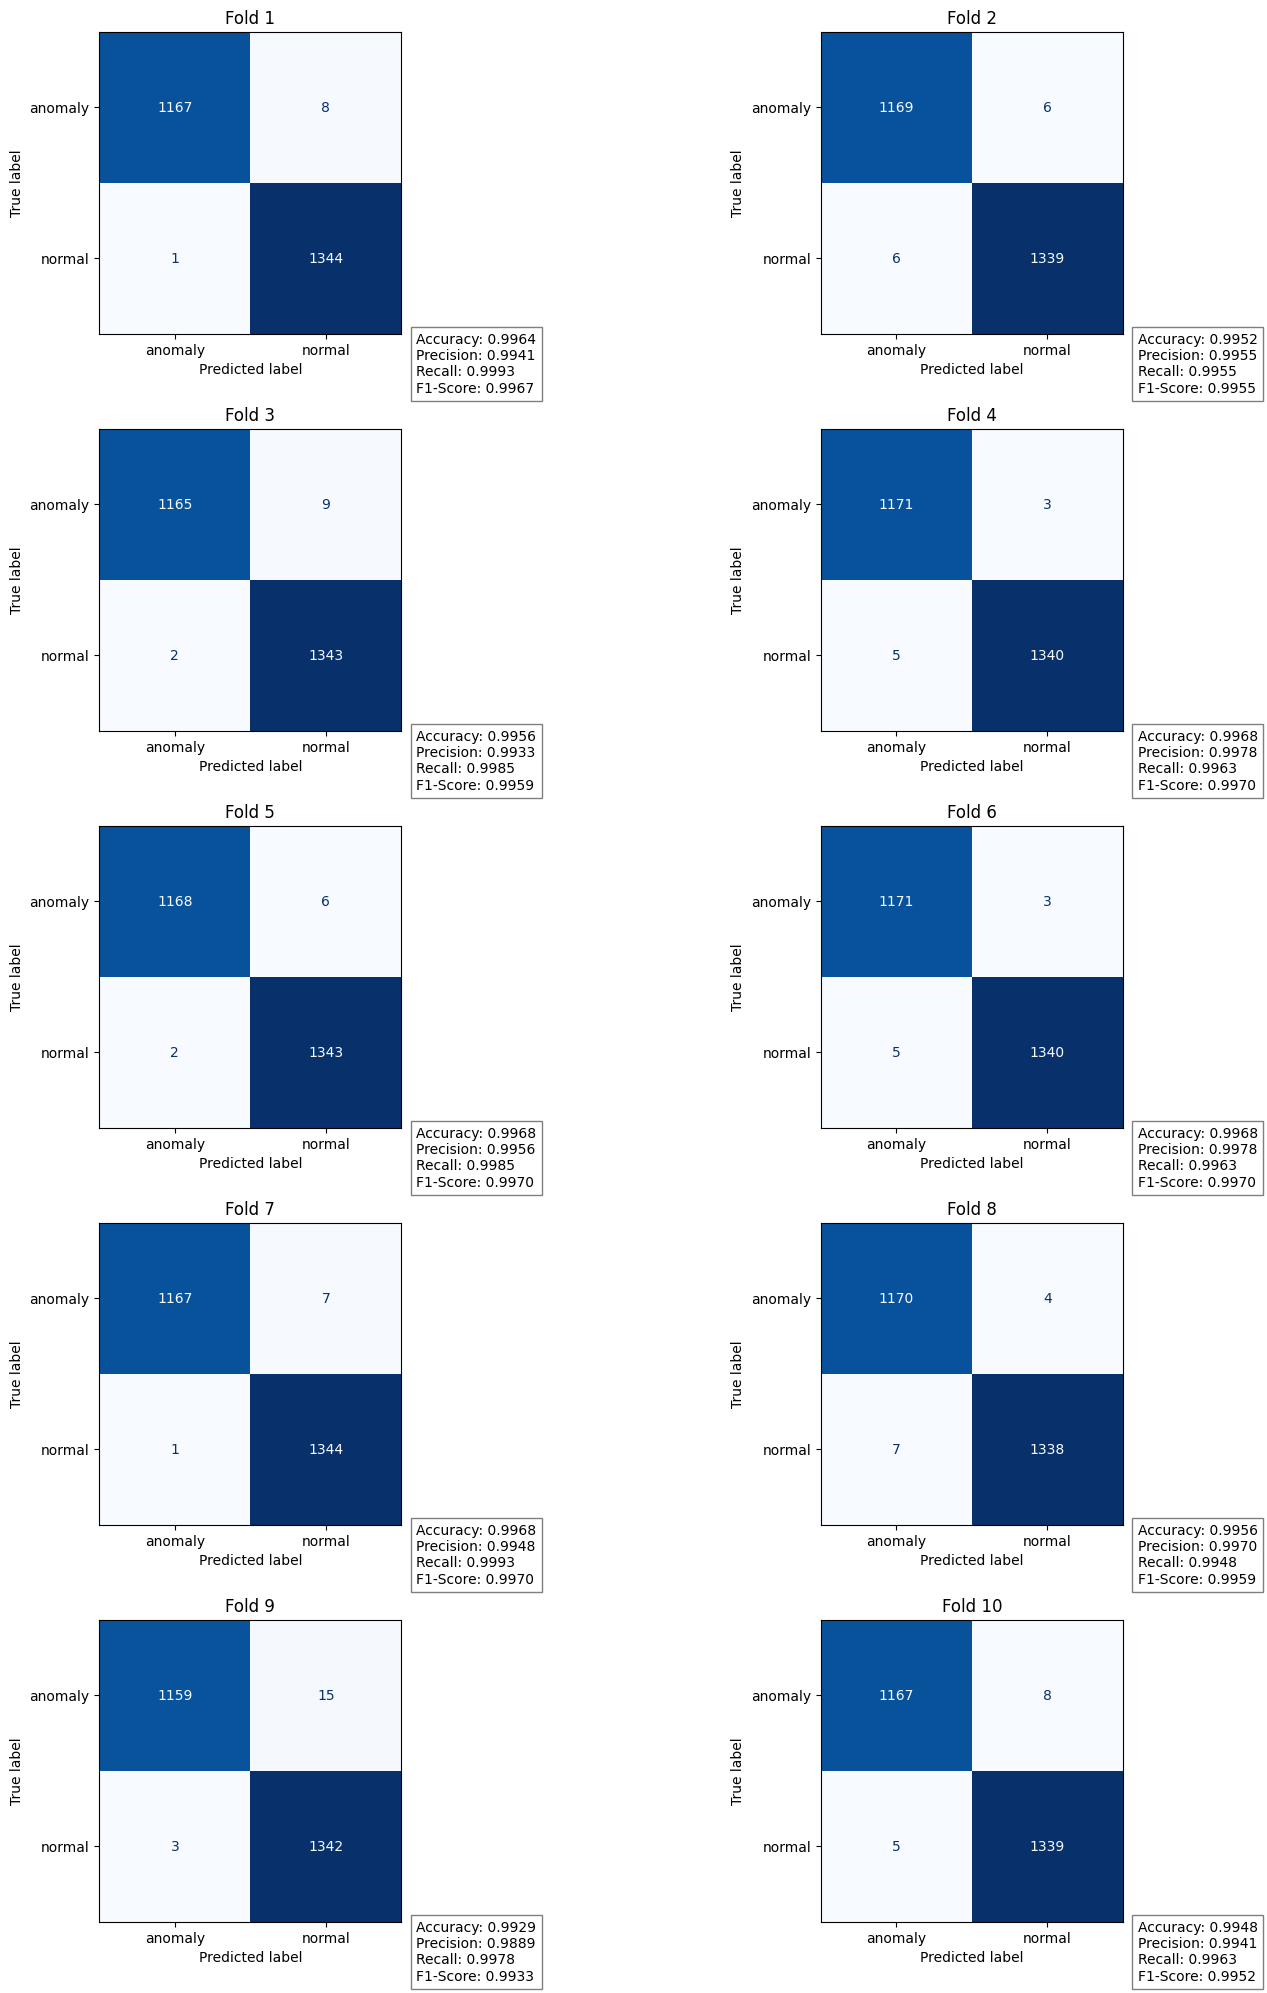 Fold 1
True label
anomaly
1167 8
normal
1 1344
anomaly normal
Predicted label
Accuracy: 0.9964
Precision: 0.9941
Recall: 0.9993
F1-Score: 0.9967
Fold 2
True label
anomaly
1169 6
normal
6 1339
anomaly normal
Predicted label
Accuracy: 0.9952
Precision: 0.9955
Recall: 0.9955
F1-Score: 0.9955
Fold 3
True label
anomaly
1165 9
normal
2 1343
anomaly normal
Predicted label
Accuracy: 0.9956
Precision: 0.9933
Recall: 0.9985
F1-Score: 0.9959
Fold 4
True label
anomaly
1171 3
normal
5 1340
anomaly normal
Predicted label
Accuracy: 0.9968
Precision: 0.9978
Recall: 0.9963
F1-Score: 0.9970
Fold 5
True label
anomaly
1168 6
normal
2 1343
anomaly normal
Predicted label
Accuracy: 0.9968
Precision: 0.9956
Recall: 0.9985
F1-Score: 0.9970
Fold 6
True label
anomaly
1171 3
normal
5 1340
anomaly normal
Predicted label
Accuracy: 0.9968
Precision: 0.9978
Recall: 0.9963
F1-Score: 0.9970
Fold 7
True label
anomaly
1167 7
normal
1 1344
anomaly normal
Predicted label
Accuracy: 0.9968
Precision: 0.9948
Recall: 0.9993
F1-Score: 0.9970
Fold 8
True label
anomaly
1170 4
normal
7 1338
anomaly normal
Predicted label
Accuracy: 0.9956
Precision: 0.9970
Recall: 0.9948
F1-Score: 0.9959
Fold 9
True label
anomaly
1159 15
normal
3 1342
anomaly normal
Predicted label
Accuracy: 0.9929
Precision: 0.9889
Recall: 0.9978
F1-Score: 0.9933
Fold 10
True label
anomaly
1167 8
normal
5 1339
anomaly normal
Predicted label
Accuracy: 0.9948
Precision: 0.9941
Recall: 0.9963
F1-Score: 0.9952